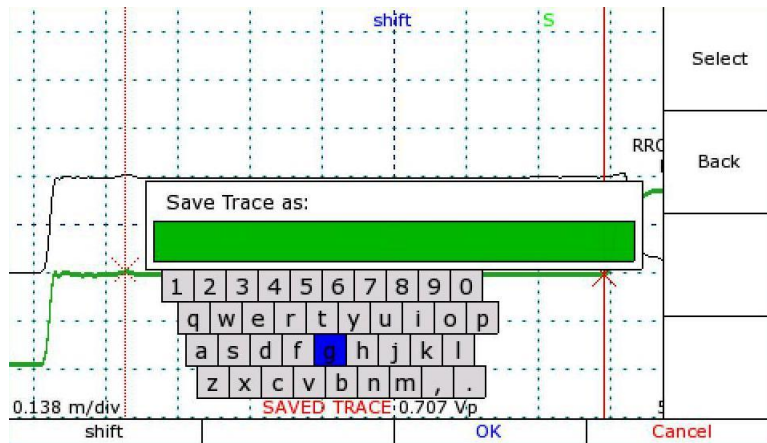 shift S
Select
RRC
Back
Save Trace as:
1 2 3 4 5 6 7 8 9 0
q w e r t y u i o p
a s d f g h j k l
z x c v b n m , .
0.138 m/div SAVED TRACE 0.707 Vp
shift OK Cancel